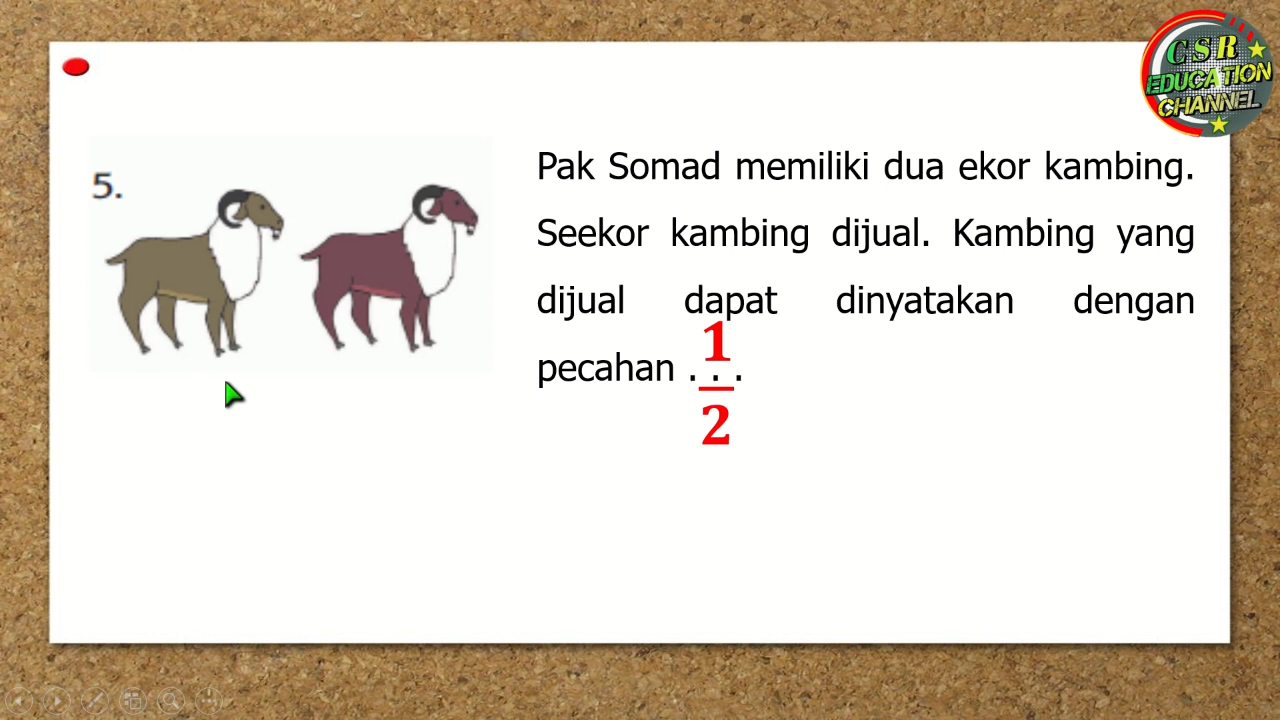 CSR
EDUCATION
CHANNEL
5.
Pak Somad memiliki dua ekor kambing.
Seekor kambing dijual. Kambing yang
dijual dapat dinyatakan dengan
pecahan . . .
1
2